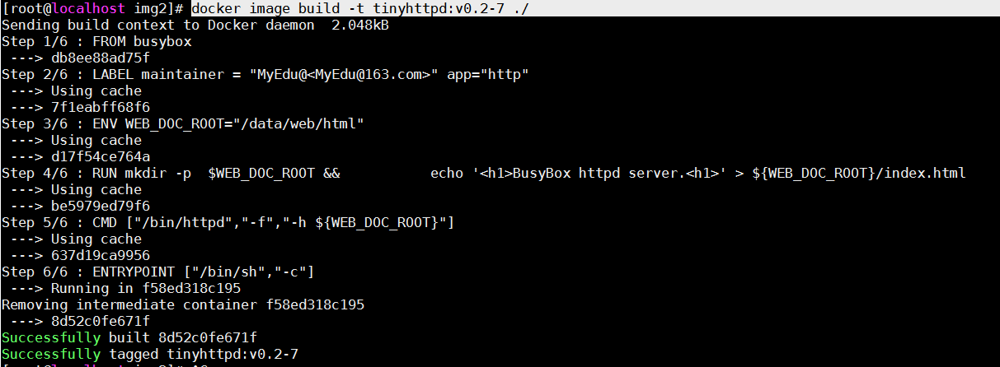 [root@localhost img2]# docker image build -t tinyhttpd:v0.2-7 ./
Sending build context to Docker daemon  2.048kB
Step 1/6 : FROM busybox
 ---> db8ee88ad75f
Step 2/6 : LABEL maintainer = "MyEdu@<MyEdu@163.com>" app="http"
 ---> Using cache
 ---> 7f1eabff68f6
Step 3/6 : ENV WEB_DOC_ROOT="/data/web/html"
 ---> Using cache
 ---> d17f54ce764a
Step 4/6 : RUN mkdir -p  $WEB_DOC_ROOT &&           echo '<h1>BusyBox httpd server.<h1>' > ${WEB_DOC_ROOT}/index.html
 ---> Using cache
 ---> be5979ed79f6
Step 5/6 : CMD ["/bin/httpd","-f","-h ${WEB_DOC_ROOT}"]
 ---> Using cache
 ---> 637d19ca9956
Step 6/6 : ENTRYPOINT ["/bin/sh","-c"]
 ---> Running in f58ed318c195
Removing intermediate container f58ed318c195
 ---> 8d52c0fe671f
Successfully built 8d52c0fe671f
Successfully tagged tinyhttpd:v0.2-7